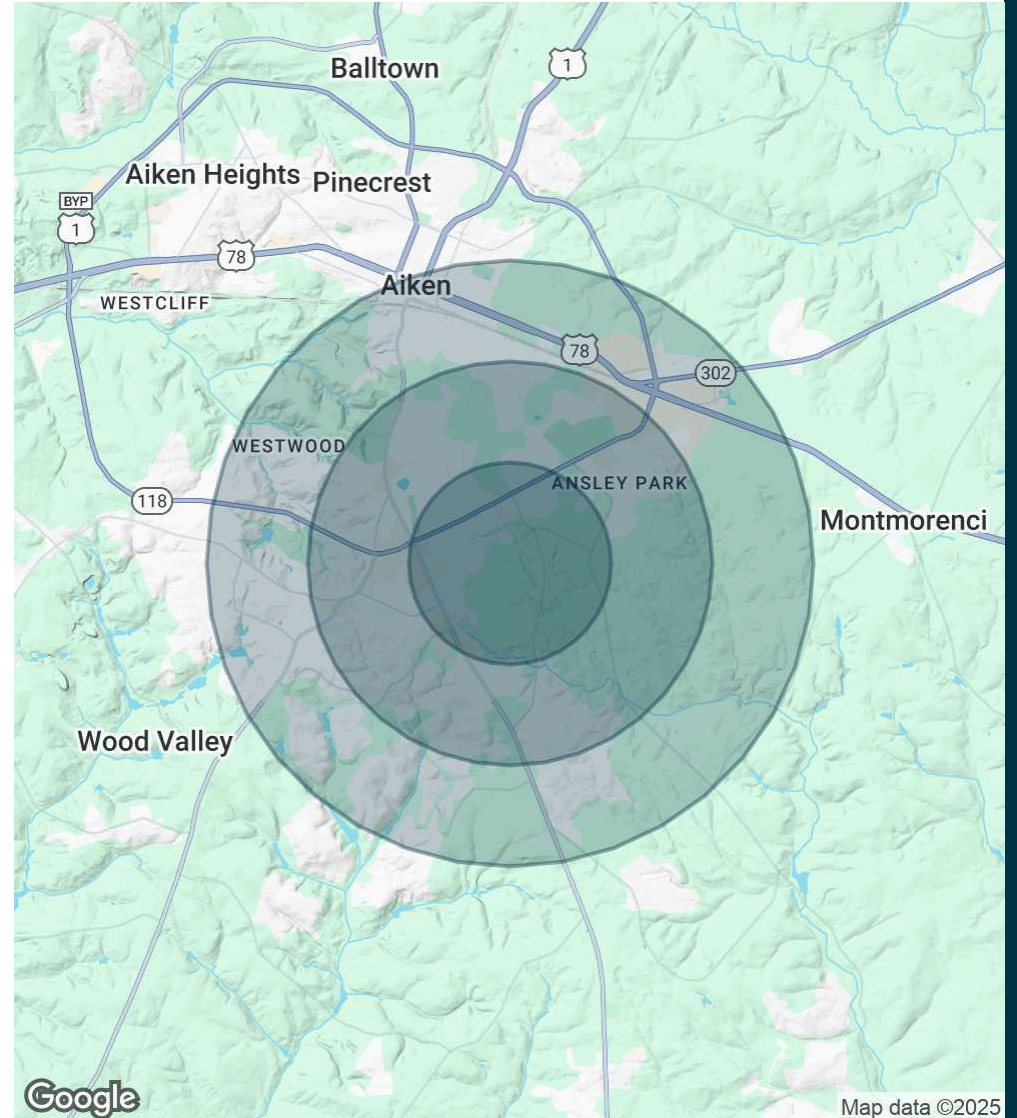 Balltown
1
Aiken Heights
Pinecrest
BYP
1
78
Aiken
WESTCLIFF
78
302
WESTWOOD
ANSLEY PARK
118
Montmorenci
Wood Valley
Google
Map data ©2025